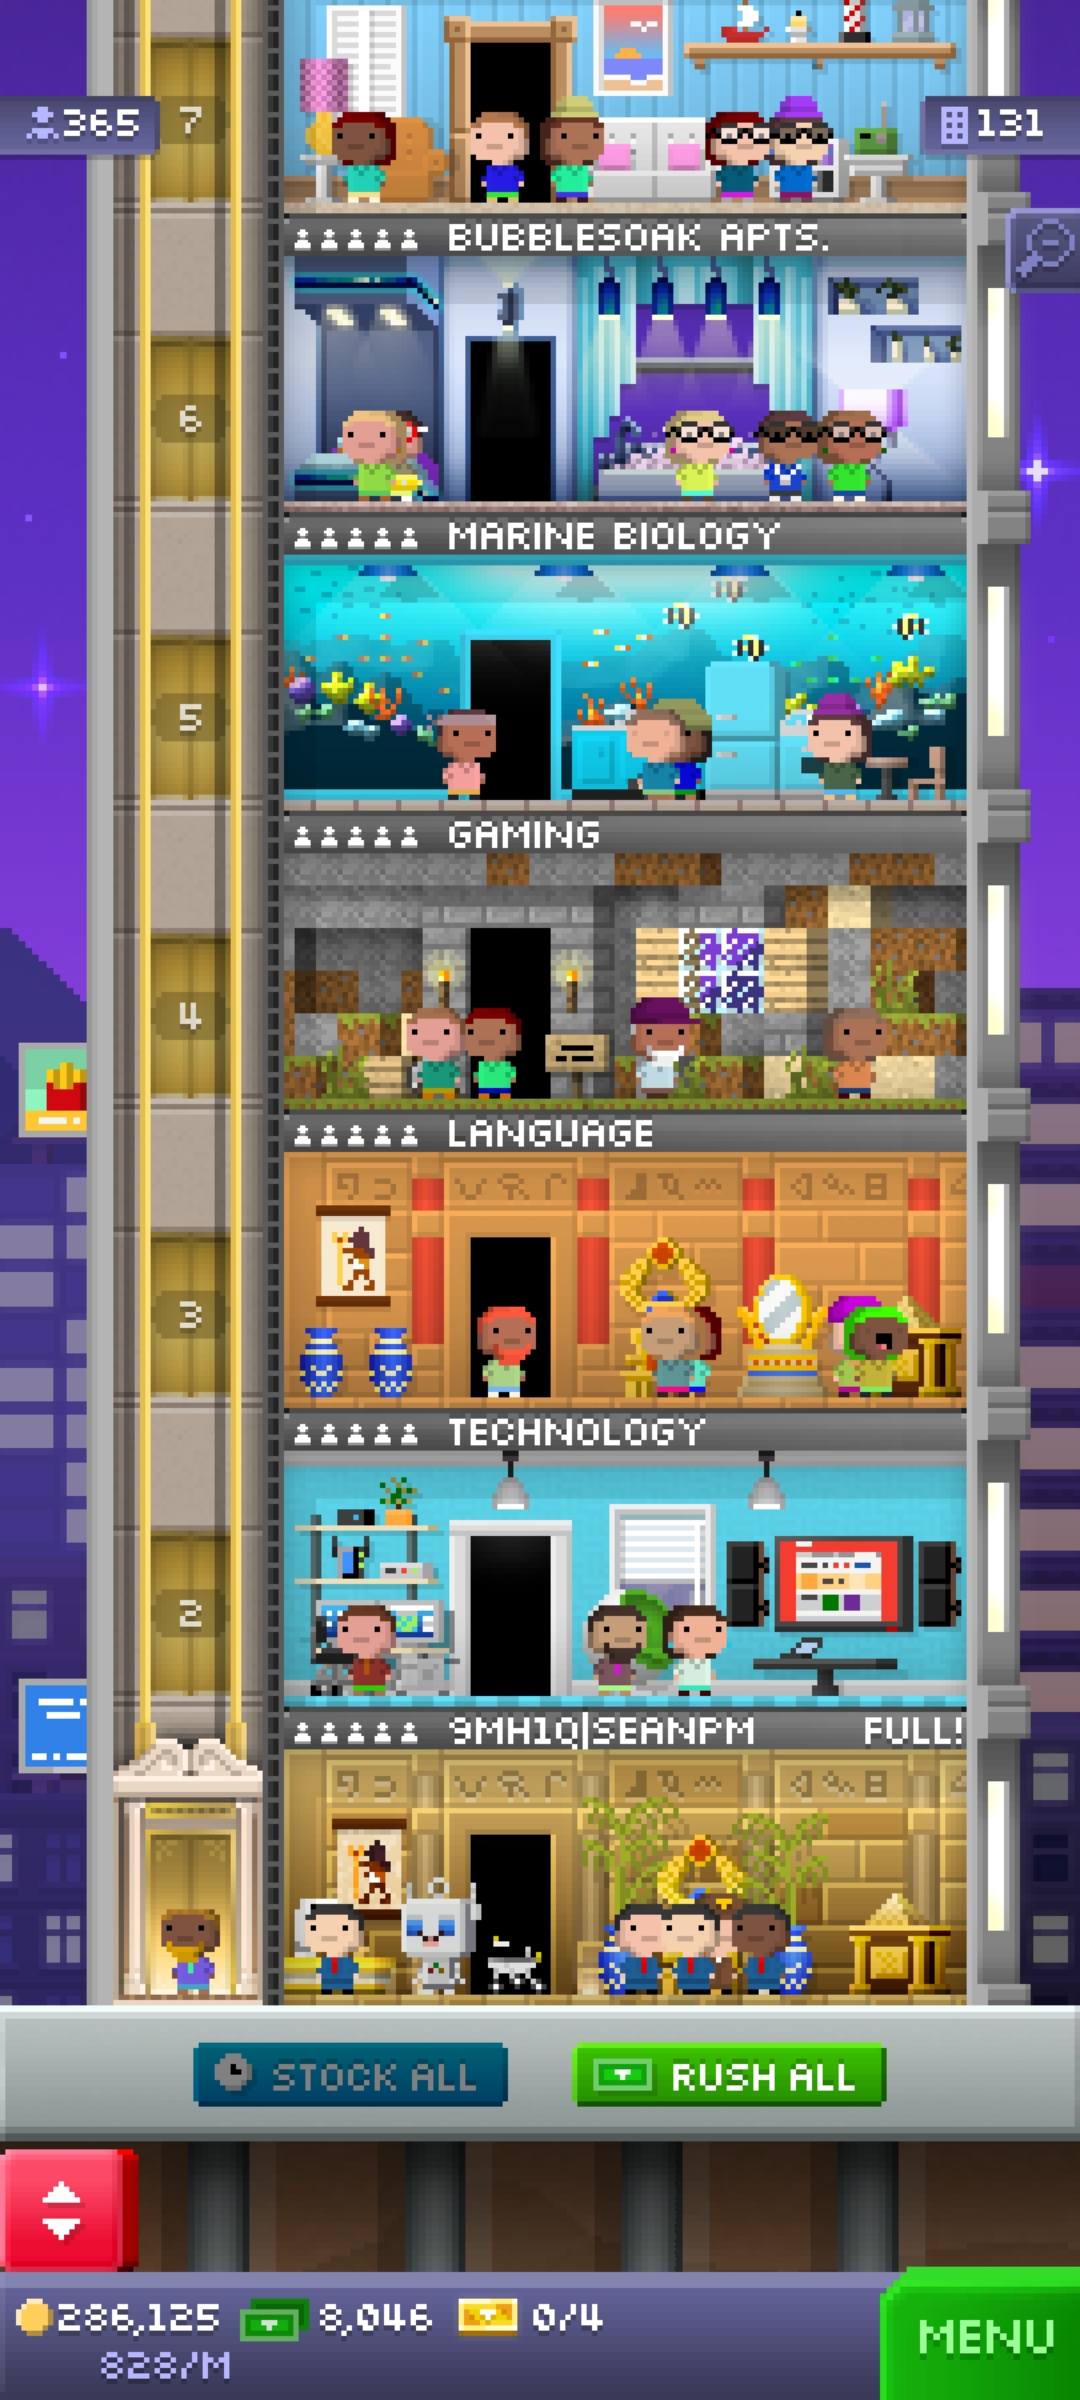 7
365
131
BUBBLESOAK APTS.
6
MARINE BIOLOGY
5
GAMING
4
LANGUAGE
3
TECHNOLOGY
2
9MH1Q|SEANPM FULL!
STOCK ALL
RUSH ALL
286,125 8,046 0/4
828/M
MENU